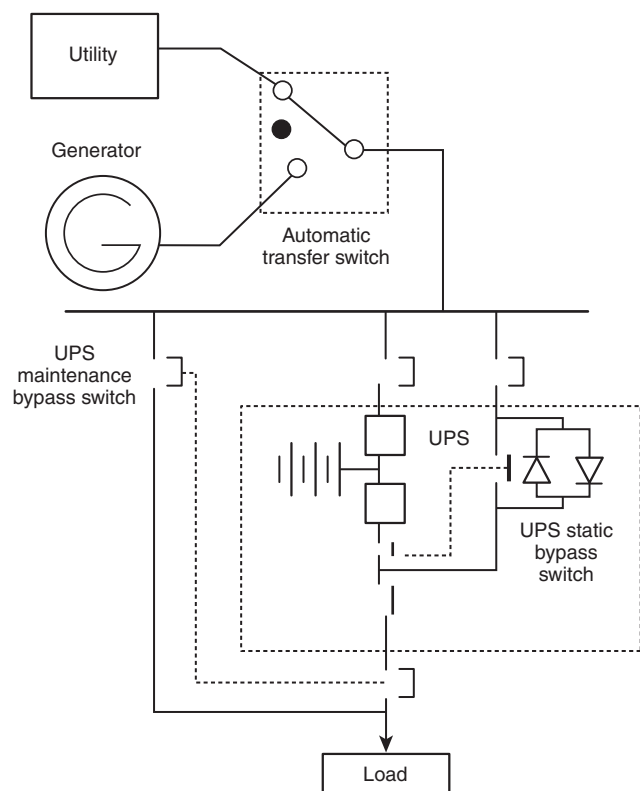 Utility
Generator
Automatic
transfer switch
UPS
maintenance
bypass switch
UPS
UPS static
bypass
switch
Load